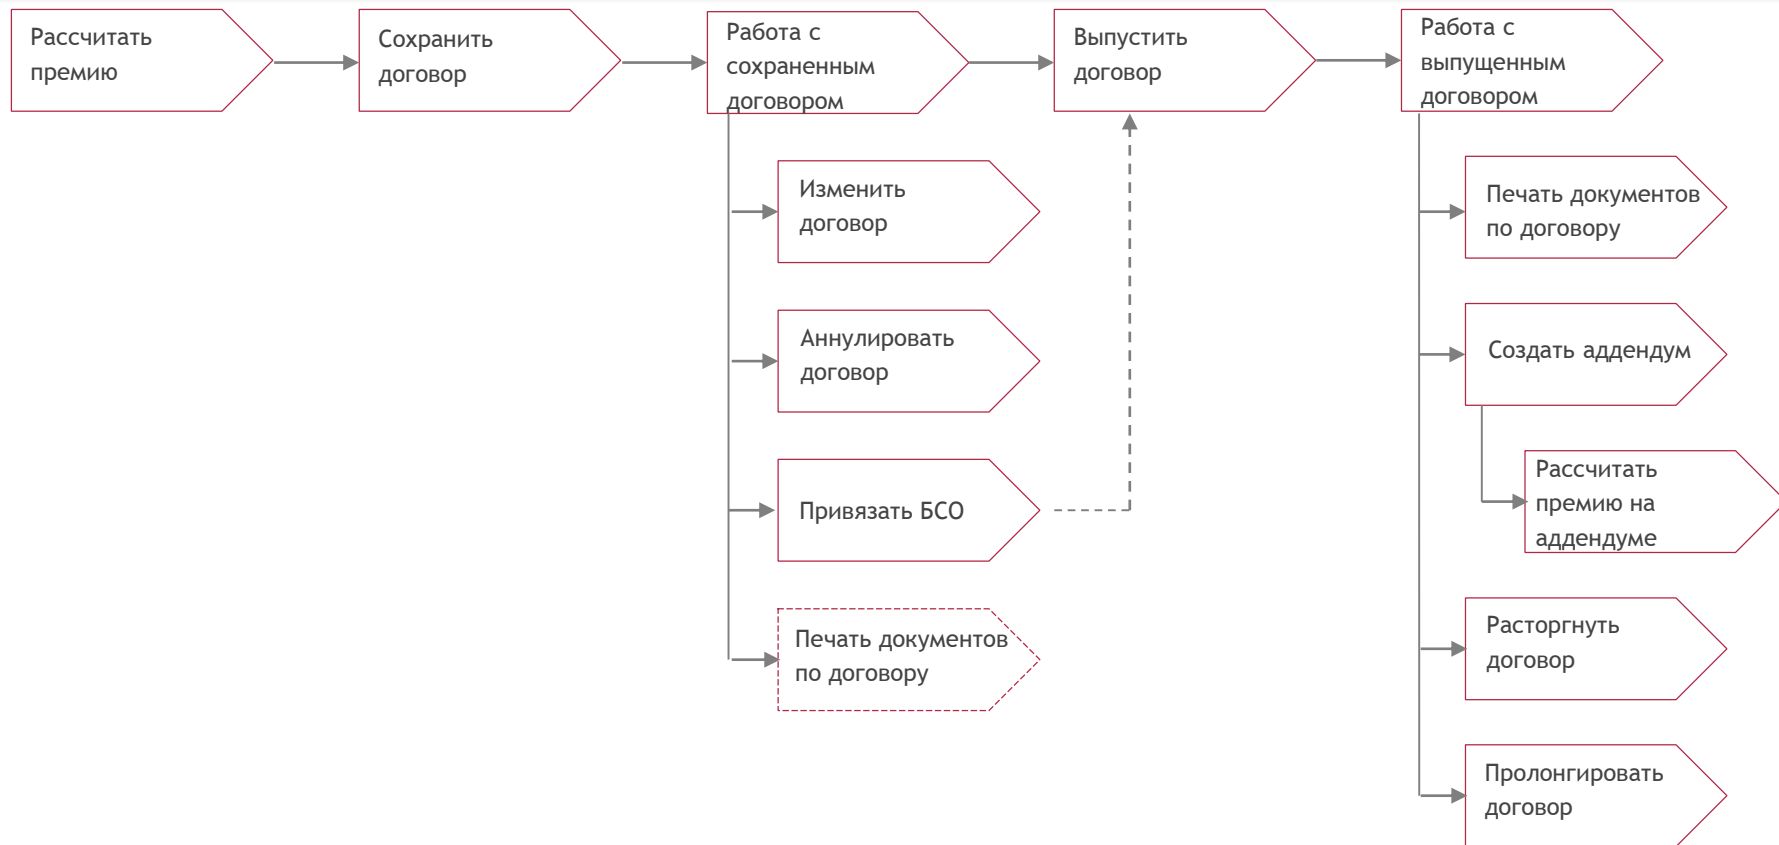 Рассчитать
премию
Сохранить
договор
Работа с
сохраненным
договором
Выпустить
договор
Работа с
выпущенным
договором
Изменить
договор
Аннулировать
договор
Привязать БСО
Печать документов
по договору
Печать документов
по договору
Создать аддендум
Рассчитать
премию на
аддендуме
Расторгнуть
договор
Пролонгировать
договор